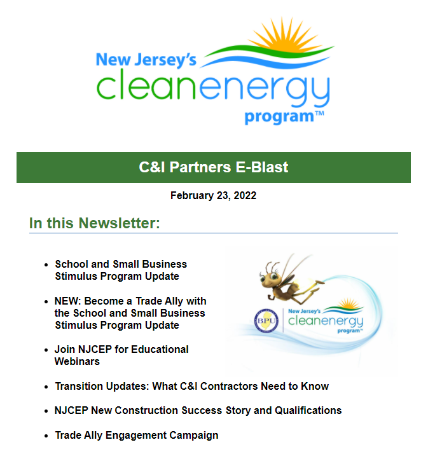 New Jersey's
cleanenergy
program™
C&I Partners E-Blast
February 23, 2022
In this Newsletter:
• School and Small Business
Stimulus Program Update
• NEW: Become a Trade Ally with
the School and Small Business
Stimulus Program Update
• Join NJCEP for Educational
Webinars
BPU
New Jersey's
cleanenergy
program
• Transition Updates: What C&I Contractors Need to Know
• NJCEP New Construction Success Story and Qualifications
• Trade Ally Engagement Campaign